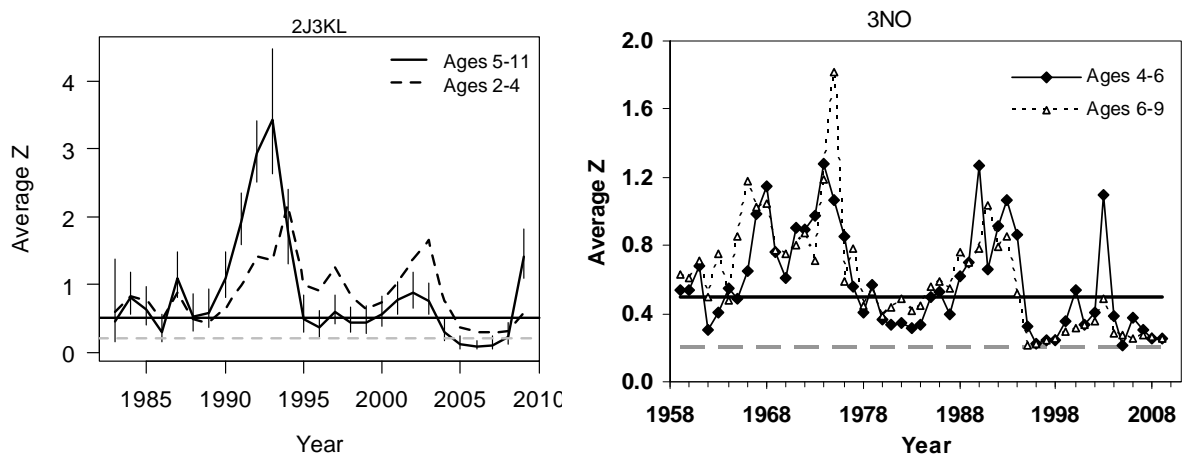 2J3KL
Ages 5-11
Ages 2-4
4
3
2
1
0
Average Z
1985
1990
1995
2000
2005
2010
Year
3NO
2.0
1.6
1.2
0.8
0.4
0.0
Ages 4-6
Ages 6-9
Average Z
1958
1968
1978
1988
1998
2008
Year